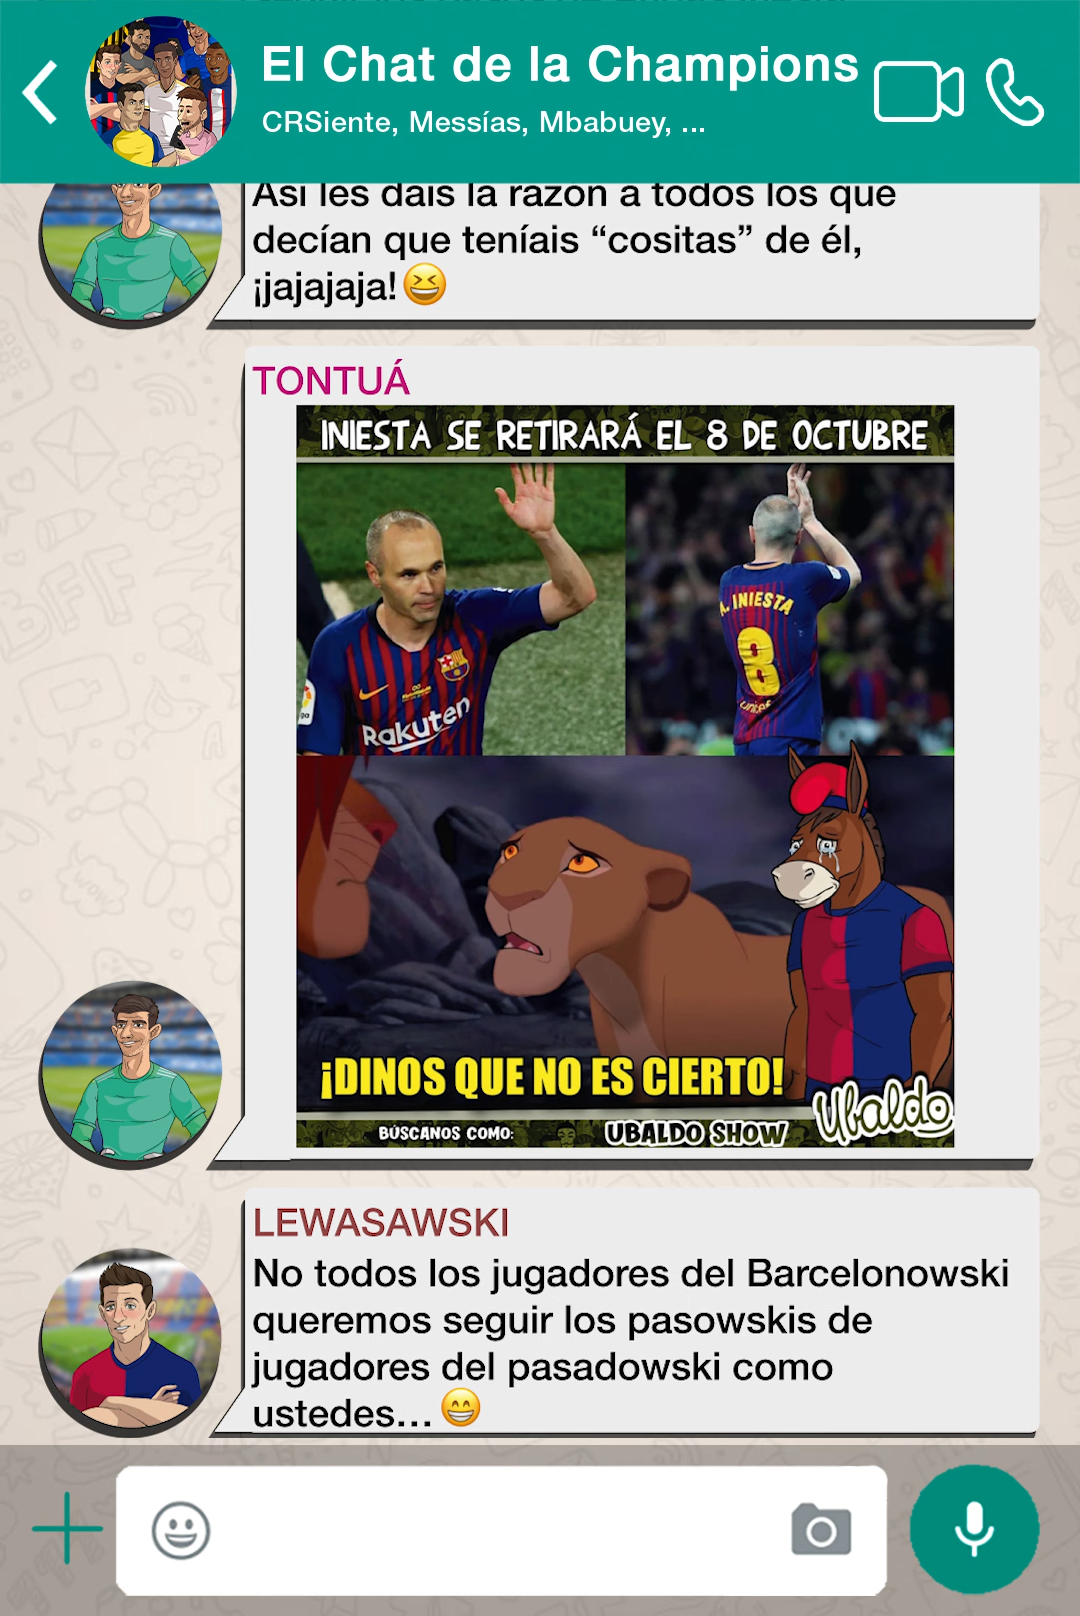 El Chat de la Champions
CRSiente, Messías, Mbabuey, ...
Así les dais la razón a todos los que
decían que teníais “cositas” de él,
¡jajajaja!
TONTUÁ
INIESTA SE RETIRARÁ EL 8 DE OCTUBRE
A. INIESTA
8
unicef
Rakuten
¡DINOS QUE NO ES CIERTO!
Ubaldo
BÚSCANOS COMO:
UBALDO SHOW
LEWASAWSKI
No todos los jugadores del Barcelonowski
queremos seguir los pasowskis de
jugadores del pasadowski como
ustedes...